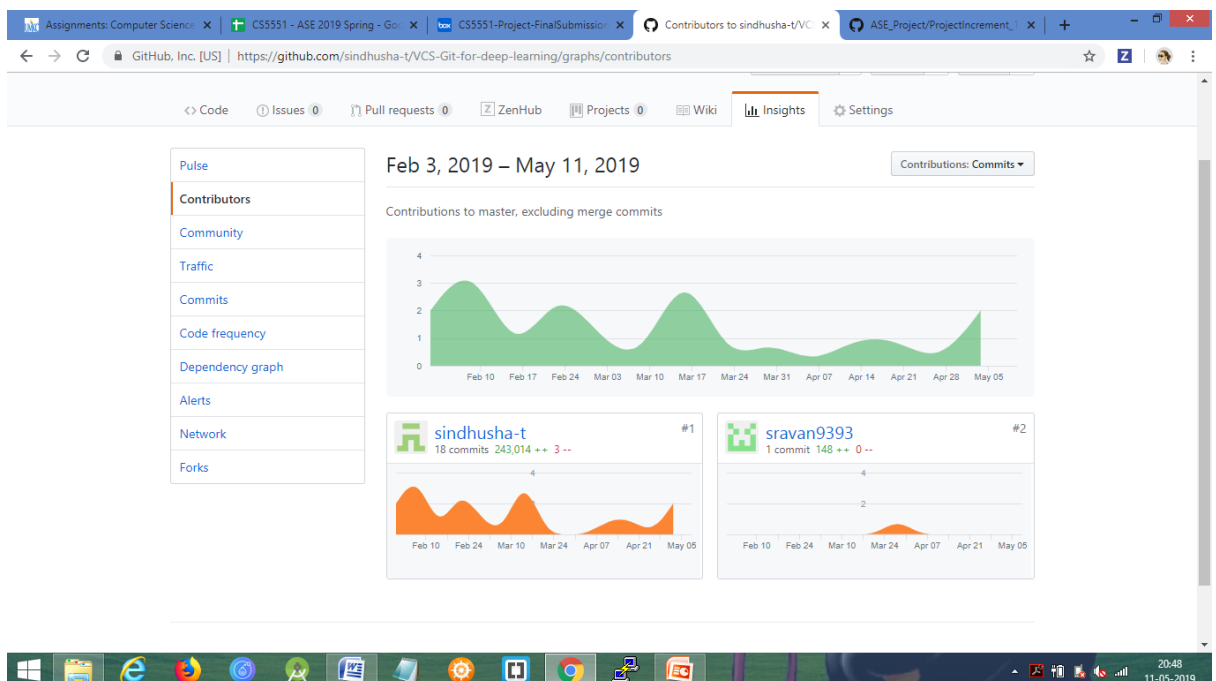 Assignments: Computer Science
CS5551 - ASE 2019 Spring - Goo
CS5551-Project-FinalSubmission
Contributors to sindhusha-t/VC
ASE_Project/ProjectIncrement_
GitHub, Inc. [US] | https://github.com/sindhusha-t/VCS-Git-for-deep-learning/graphs/contributors
Code Issues 0 Pull requests 0 ZenHub Projects 0 Wiki Insights Settings
Pulse
Contributors
Community
Traffic
Commits
Code frequency
Dependency graph
Alerts
Network
Forks
Feb 3, 2019 – May 11, 2019
Contributions: Commits
Contributions to master, excluding merge commits
4
3
2
1
0
Feb 10 Feb 17 Feb 24 Mar 03 Mar 10 Mar 17 Mar 24 Mar 31 Apr 07 Apr 14 Apr 21 Apr 28 May 05
sindhusha-t #1
18 commits 243,014 ++ 3 --
4
Feb 10 Feb 24 Mar 10 Mar 24 Apr 07 Apr 21 May 05
sravan9393 #2
1 commit 148 ++ 0 --
4
2
Feb 10 Feb 24 Mar 10 Mar 24 Apr 07 Apr 21 May 05
20:48
11-05-2019